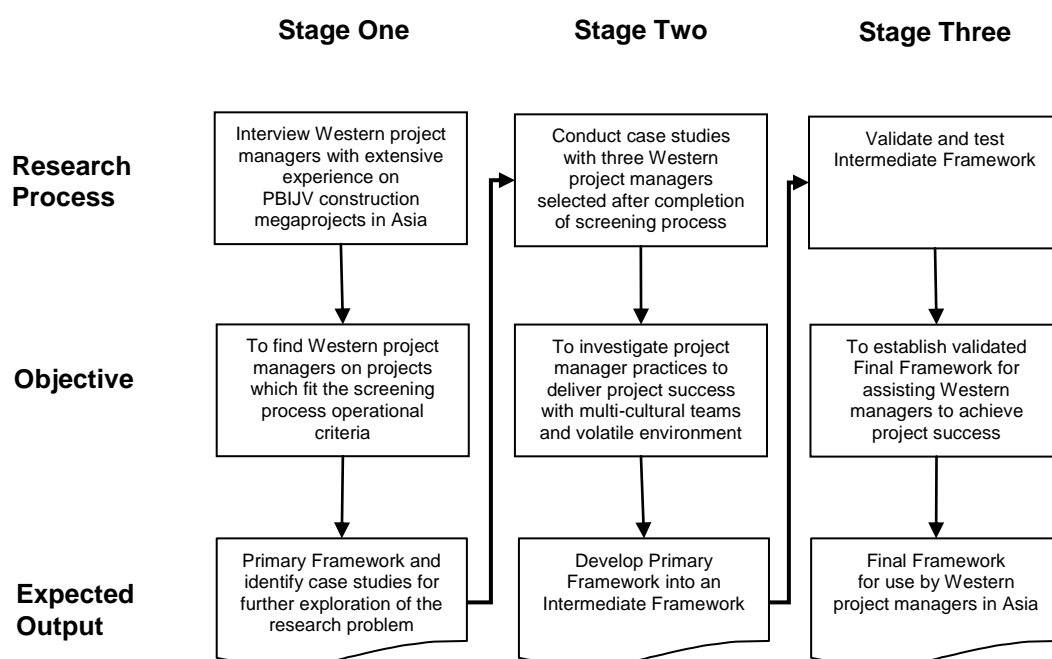 Stage One
Stage Two
Stage Three
Research
Process
Interview Western project
managers with extensive
experience on
PBIJV construction
megaprojects in Asia
Conduct case studies
with three Western
project managers
selected after completion
of screening process
Validate and test
Intermediate Framework
Objective
To find Western project
managers on projects
which fit the screening
process operational
criteria
To investigate project
manager practices to
deliver project success
with multi-cultural teams
and volatile environment
To establish validated
Final Framework for
assisting Western
managers to achieve
project success
Expected
Output
Primary Framework and
identify case studies for
further exploration of the
research problem
Develop Primary
Framework into an
Intermediate Framework
Final Framework
for use by Western
project managers in Asia